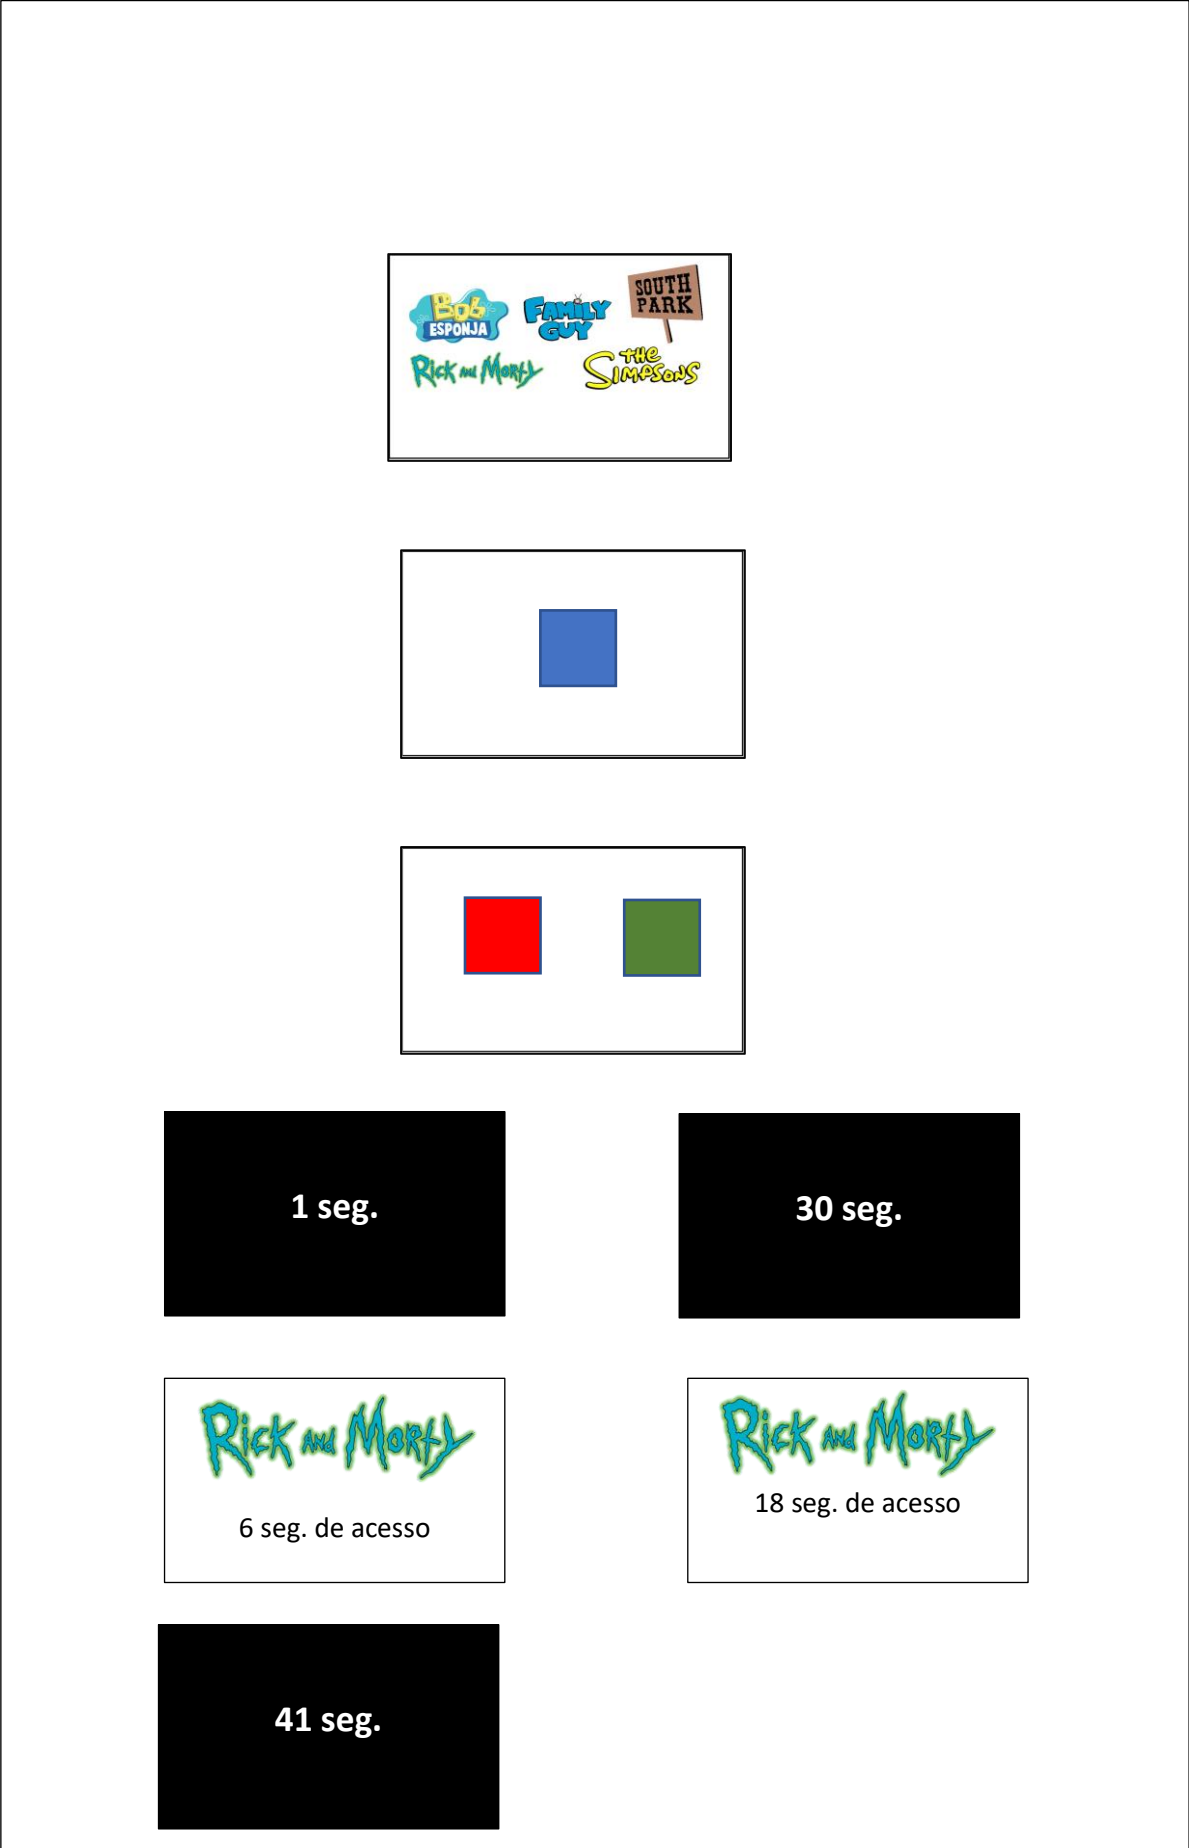 Bob
ESPONJA
FAMILY
GUY
SOUTH
PARK
RICK AND MORTY
THE
SIMPSONS
1 seg.
30 seg.
RICK AND MORTY
6 seg. de acesso
RICK AND MORTY
18 seg. de acesso
41 seg.